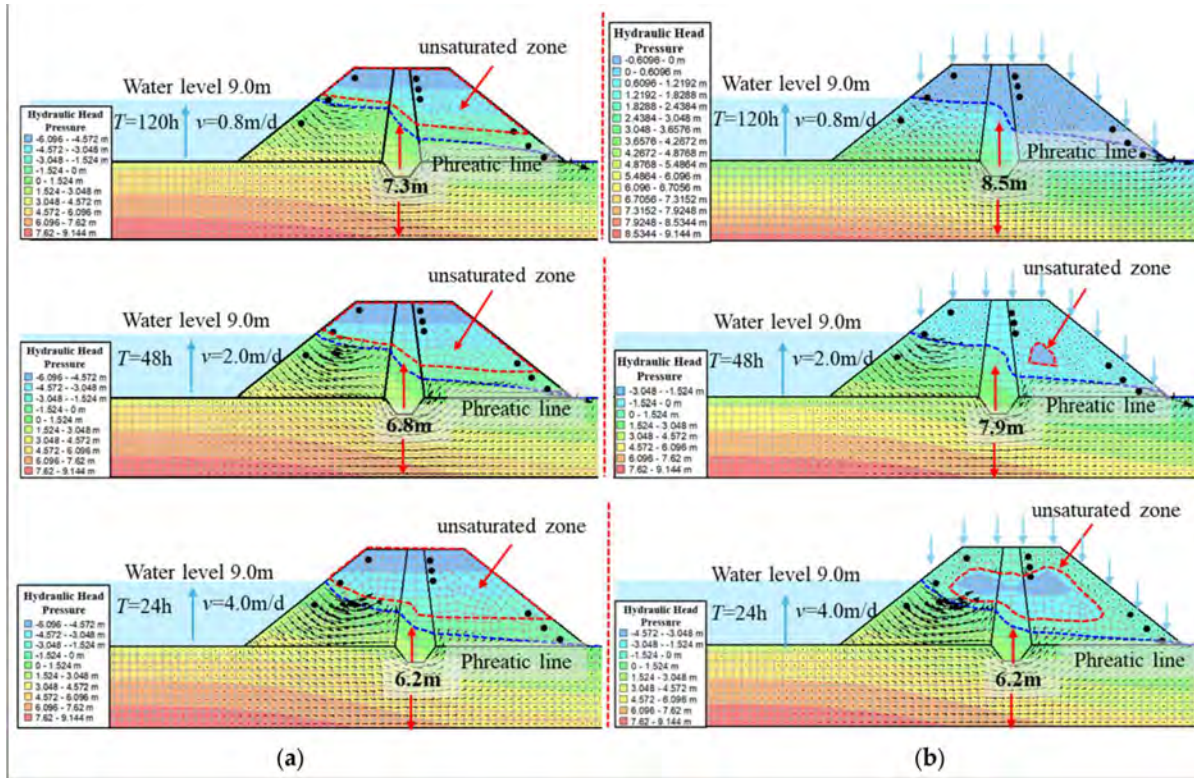 unsaturated zone
Water level 9.0m
T=120h
v=0.8m/d
Hydraulic Head
Pressure
-6.096 - -4.572 m
-4.572 - -3.048 m
-3.048 - -1.524 m
-1.524 - 0 m
0 - 1.524 m
1.524 - 3.048 m
3.048 - 4.572 m
4.572 - 6.096 m
6.096 - 7.62 m
7.62 - 9.144 m
Phreatic line
7.3m
Hydraulic Head
Pressure
-0.6096 - 0 m
0 - 0.6096 m
0.6096 - 1.2192 m
1.2192 - 1.8288 m
1.8288 - 2.4384 m
2.4384 - 3.048 m
3.048 - 3.6576 m
3.6576 - 4.2672 m
4.2672 - 4.8768 m
4.8768 - 5.4864 m
5.4864 - 6.096 m
6.096 - 6.7056 m
6.7056 - 7.3152 m
7.3152 - 7.9248 m
7.9248 - 8.5344 m
8.5344 - 9.144 m
Water level 9.0m
T=120h
v=0.8m/d
Phreatic line
8.5m
unsaturated zone
Water level 9.0m
T=48h
v=2.0m/d
Hydraulic Head
Pressure
-6.096 - -4.572 m
-4.572 - -3.048 m
-3.048 - -1.524 m
-1.524 - 0 m
0 - 1.524 m
1.524 - 3.048 m
3.048 - 4.572 m
4.572 - 6.096 m
6.096 - 7.62 m
7.62 - 9.144 m
Phreatic line
6.8m
unsaturated zone
Water level 9.0m
T=48h
v=2.0m/d
Hydraulic Head
Pressure
-3.048 - -1.524 m
-1.524 - 0 m
0 - 1.524 m
1.524 - 3.048 m
3.048 - 4.572 m
4.572 - 6.096 m
6.096 - 7.62 m
7.62 - 9.144 m
Phreatic line
7.9m
unsaturated zone
Water level 9.0m
T=24h
v=4.0m/d
Hydraulic Head
Pressure
-6.096 - -4.572 m
-4.572 - -3.048 m
-3.048 - -1.524 m
-1.524 - 0 m
0 - 1.524 m
1.524 - 3.048 m
3.048 - 4.572 m
4.572 - 6.096 m
6.096 - 7.62 m
7.62 - 9.144 m
Phreatic line
6.2m
unsaturated zone
Water level 9.0m
T=24h
v=4.0m/d
Hydraulic Head
Pressure
-4.572 - -3.048 m
-3.048 - -1.524 m
-1.524 - 0 m
0 - 1.524 m
1.524 - 3.048 m
3.048 - 4.572 m
4.572 - 6.096 m
6.096 - 7.62 m
7.62 - 9.144 m
Phreatic line
6.2m
(a)
(b)